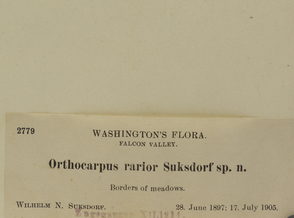 2779
WASHINGTON'S FLORA.
FALCON VALLEY.
Orthocarpus rarior Suksdorf sp. n.
Borders of meadows.
WILHELM N. SUKSDORF. 28. June 1897; 17. July 1905.